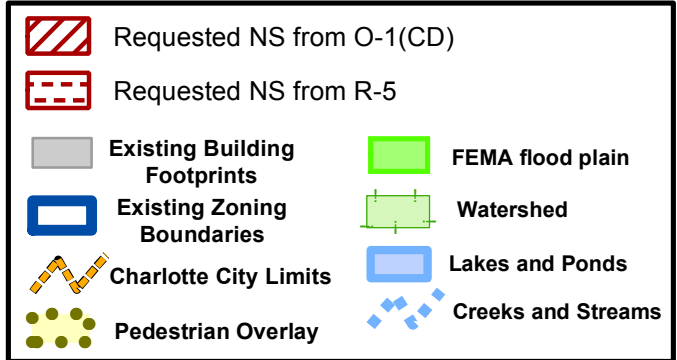 Requested NS from O-1(CD)
Requested NS from R-5
Existing Building
Footprints
Existing Zoning
Boundaries
Charlotte City Limits
Pedestrian Overlay
FEMA flood plain
Watershed
Lakes and Ponds
Creeks and Streams